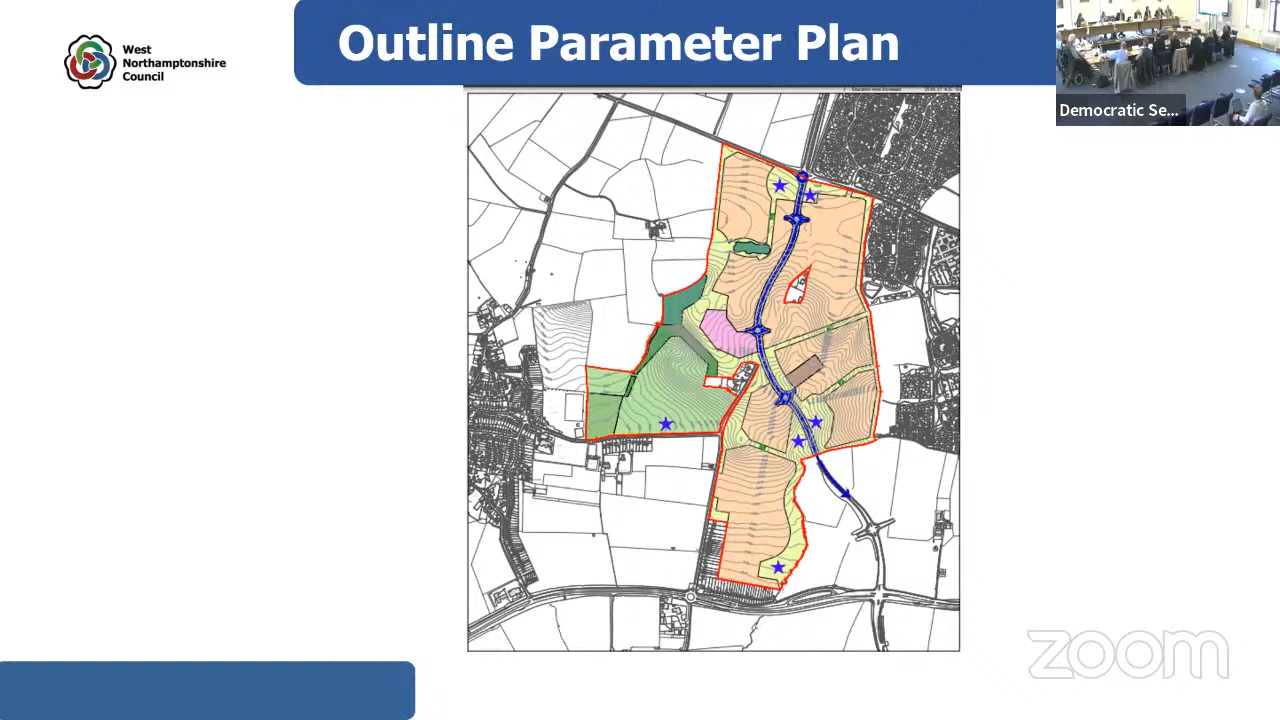 West
Northamptonshire
Council
Outline Parameter Plan
Democratic Se...
zoom